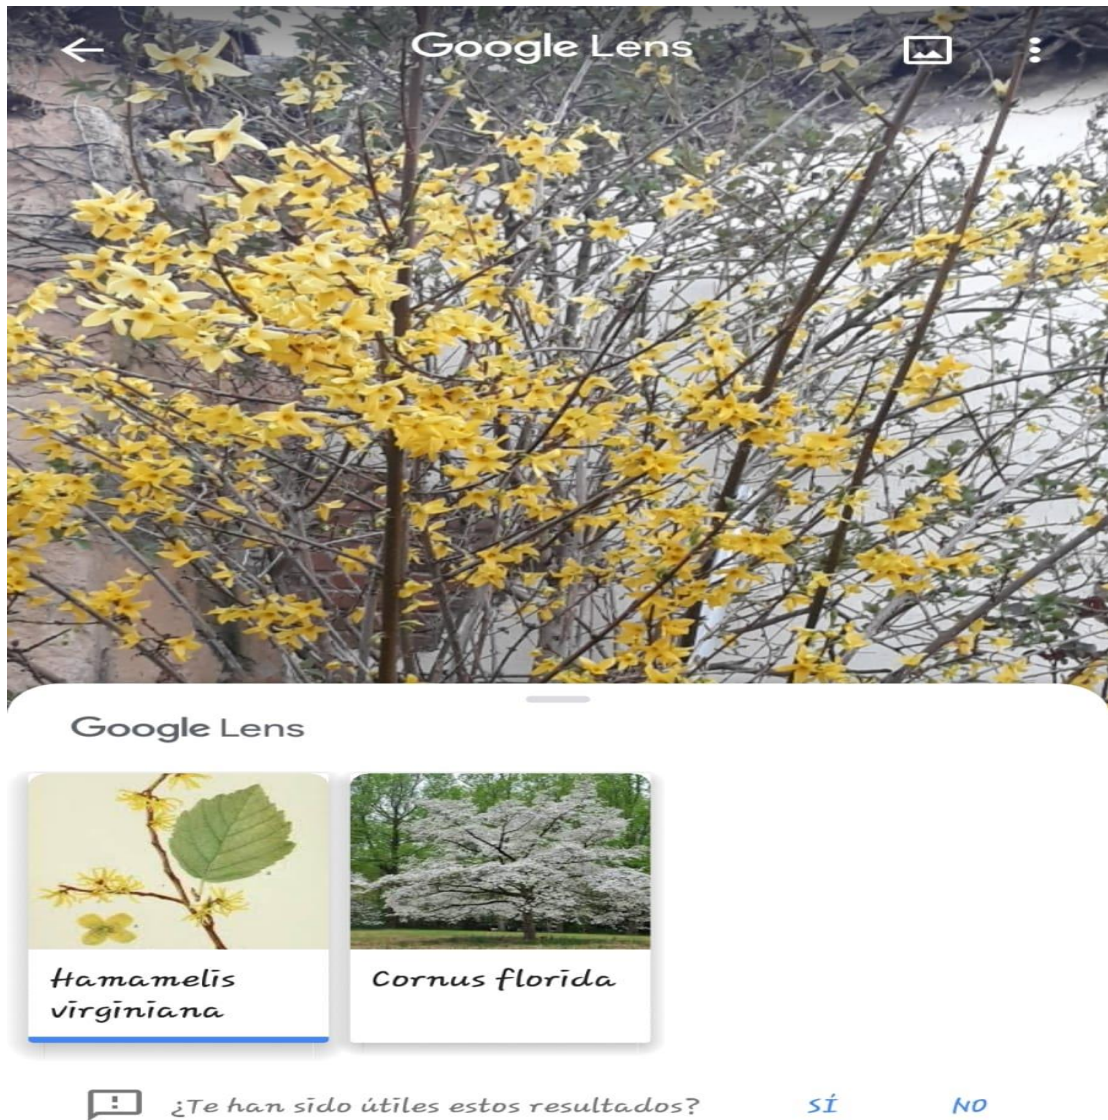 Google Lens
Google Lens
Hamamelis
virginiana
Cornus florida
¿Te han sido útiles estos resultados?
SÍ
NO